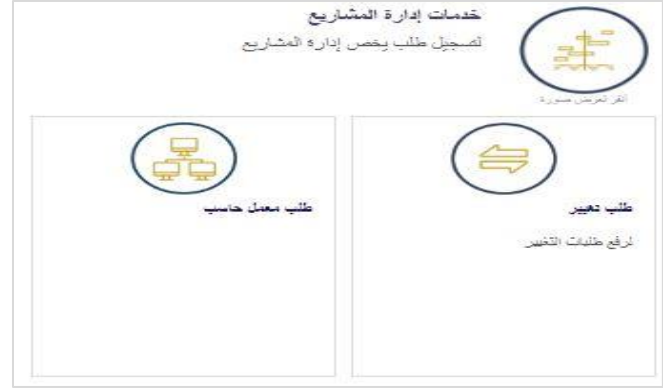 خدمات إدارة المشاريع
لتسجيل طلب يخص إدارة المشاريع
انقر لعرض صورة
طلب تغيير
لرفع طلبات التغيير
طلب معمل حاسب